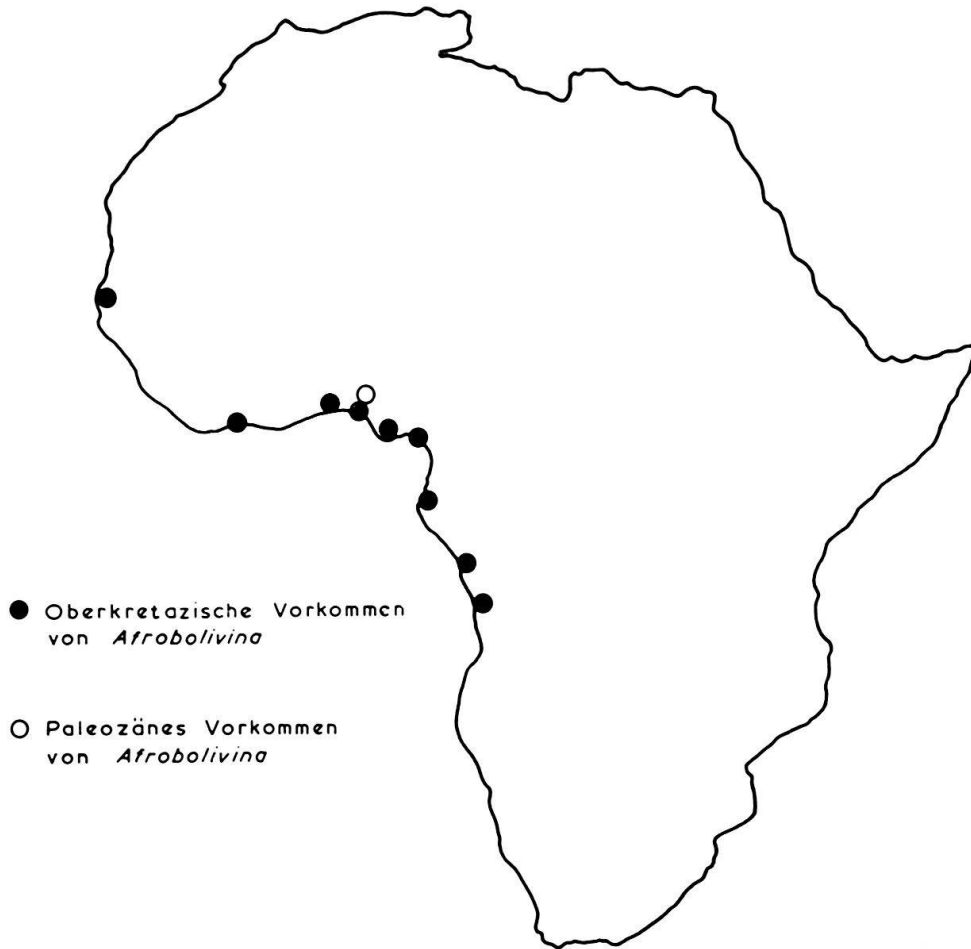 Oberkretazische Vorkommen
von Afrobolivina
Paleozänes Vorkommen
von Afrobolivina